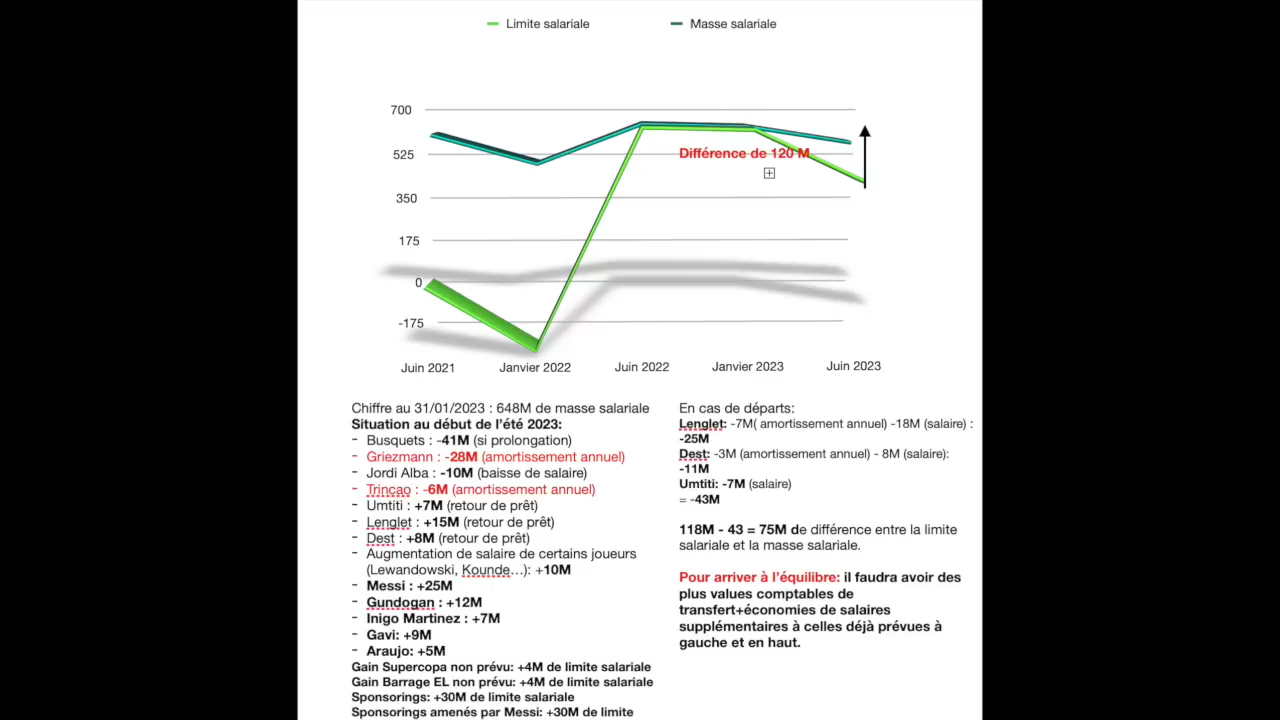 Limite salariale
Masse salariale
700
525
350
175
0
-175
Différence de 120 M
Juin 2021
Janvier 2022
Juin 2022
Janvier 2023
Juin 2023
Chiffre au 31/01/2023 : 648M de masse salariale
Situation au début de l’été 2023:
- Busquets : -41M (si prolongation)
- Griezmann : -28M (amortissement annuel)
- Jordi Alba : -10M (baisse de salaire)
- Trincao : -6M (amortissement annuel)
- Umtiti : +7M (retour de prêt)
- Lenglet : +15M (retour de prêt)
- Dest : +8M (retour de prêt)
- Augmentation de salaire de certains joueurs
(Lewandowski, Kounde…): +10M
- Messi : +25M
- Gundogan : +12M
- Inigo Martinez : +7M
- Gavi: +9M
- Araujo: +5M
Gain Supercopa non prévu: +4M de limite salariale
Gain Barrage EL non prévu: +4M de limite salariale
Sponsorings: +30M de limite salariale
Sponsorings amenés par Messi: +30M de limite
En cas de départs:
Lenglet: -7M( amortissement annuel) -18M (salaire) :
-25M
Dest: -3M (amortissement annuel) - 8M (salaire):
-11M
Umtiti: -7M (salaire)
= -43M
118M - 43 = 75M de différence entre la limite
salariale et la masse salariale.
Pour arriver à l’équilibre: il faudra avoir des
plus values comptables de
transfert+économies de salaires
supplémentaires à celles déjà prévues à
gauche et en haut.